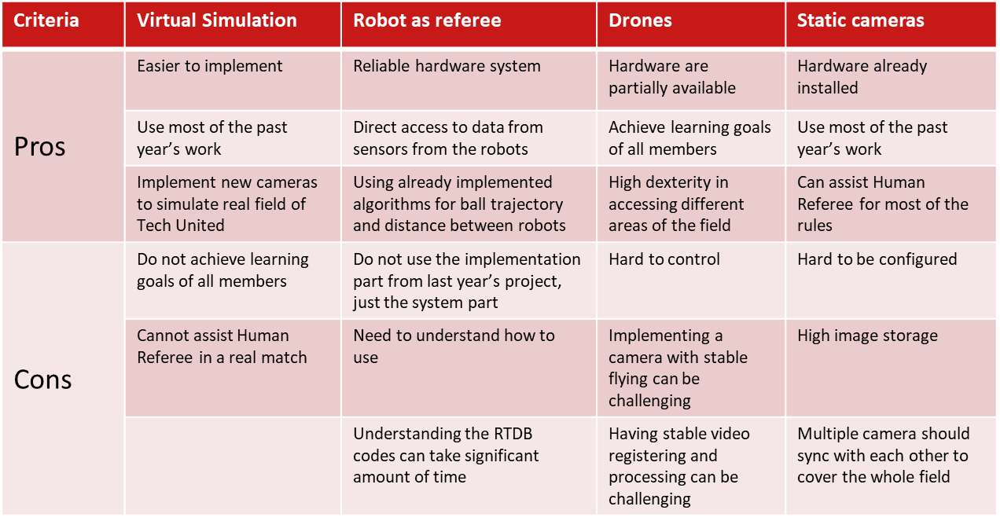 Criteria
Virtual Simulation
Robot as referee
Drones
Static cameras
Pros
Easier to implement
Reliable hardware system
Hardware are
partially available
Hardware already
installed
Use most of the past
year’s work
Direct access to data from
sensors from the robots
Achieve learning goals
of all members
Use most of the past
year’s work
Implement new cameras
to simulate real field of
Tech United
Using already implemented
algorithms for ball trajectory
and distance between robots
High dexterity in
accessing different
areas of the field
Can assist Human
Referee for most of the
rules
Cons
Do not achieve learning
goals of all members
Do not use the implementation
part from last year’s project,
just the system part
Hard to control
Hard to be configured
Cannot assist Human
Referee in a real match
Need to understand how to
use
Implementing a
camera with stable
flying can be
challenging
High image storage
Understanding the RTDB
codes can take significant
amount of time
Having stable video
registering and
processing can be
challenging
Multiple camera should
sync with each other to
cover the whole field